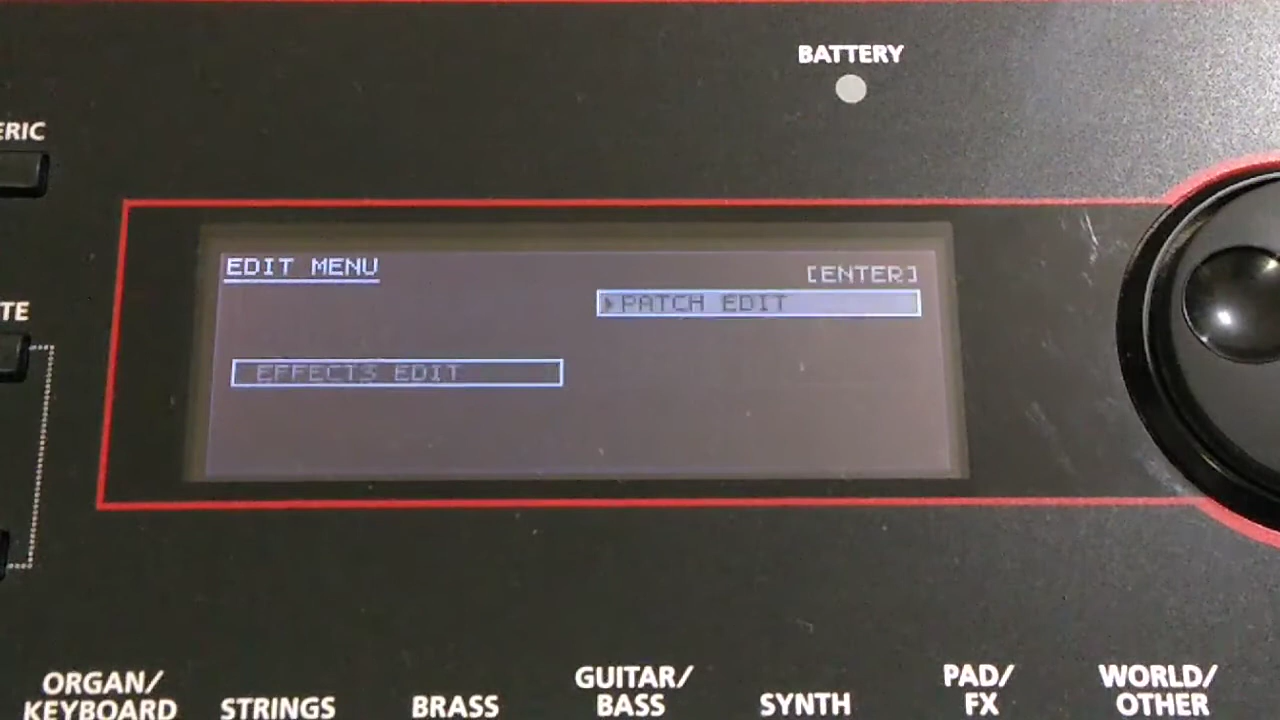 BATTERY
ERIC
EDIT MENU
[ENTER]
PATCH EDIT
TE
EFFECTS EDIT
ORGAN/
KEYBOARD
STRINGS
BRASS
GUITAR/
BASS
SYNTH
PAD/
FX
WORLD/
OTHER